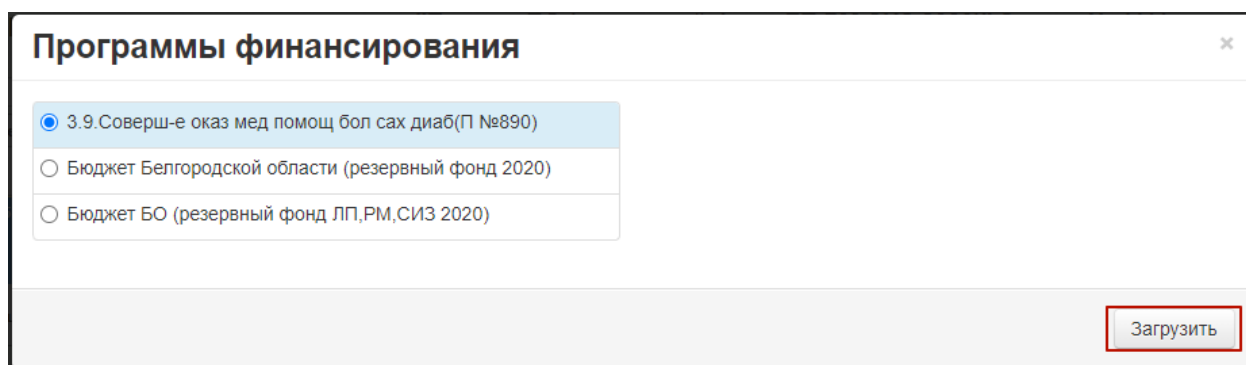 Программы финансирования
×
3.9.Соверш-е оказ мед помощ бол сах диаб(П №890)
Бюджет Белгородской области (резервный фонд 2020)
Бюджет БО (резервный фонд ЛП,РМ,СИЗ 2020)
Загрузить